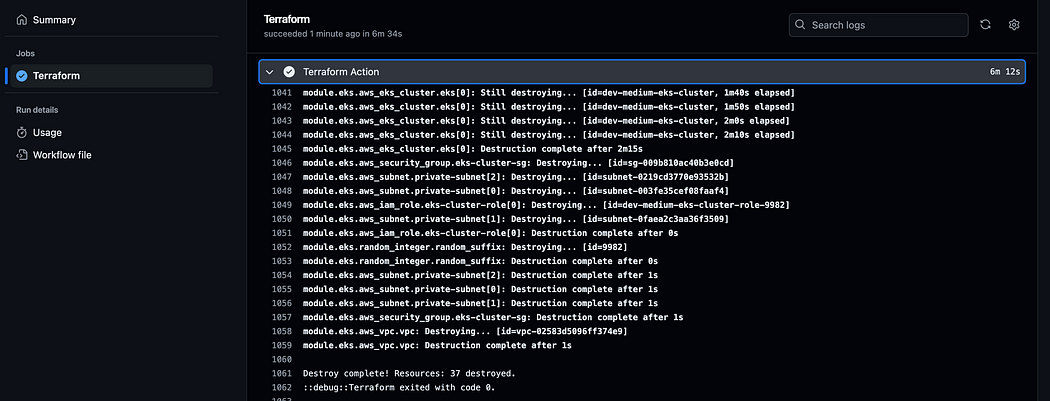 Summary
Jobs
Terraform
Run details
Usage
Workflow file
Terraform
succeeded 1 minute ago in 6m 34s
Search logs
Terraform Action 6m 12s
1041 module.eks.aws_eks_cluster.eks[0]: Still destroying... [id=dev-medium-eks-cluster, 1m40s elapsed]
1042 module.eks.aws_eks_cluster.eks[0]: Still destroying... [id=dev-medium-eks-cluster, 1m50s elapsed]
1043 module.eks.aws_eks_cluster.eks[0]: Still destroying... [id=dev-medium-eks-cluster, 2m0s elapsed]
1044 module.eks.aws_eks_cluster.eks[0]: Still destroying... [id=dev-medium-eks-cluster, 2m10s elapsed]
1045 module.eks.aws_eks_cluster.eks[0]: Destruction complete after 2m15s
1046 module.eks.aws_security_group.eks-cluster-sg: Destroying... [id=sg-009b810ac40b3e0cd]
1047 module.eks.aws_subnet.private-subnet[2]: Destroying... [id=subnet-0219cd3770e93532b]
1048 module.eks.aws_subnet.private-subnet[0]: Destroying... [id=subnet-003fe35cef08faaf4]
1049 module.eks.aws_iam_role.eks-cluster-role[0]: Destroying... [id=dev-medium-eks-cluster-role-9982]
1050 module.eks.aws_subnet.private-subnet[1]: Destroying... [id=subnet-0faea2c3aa36f3509]
1051 module.eks.aws_iam_role.eks-cluster-role[0]: Destruction complete after 0s
1052 module.eks.random_integer.random_suffix: Destroying... [id=9982]
1053 module.eks.random_integer.random_suffix: Destruction complete after 0s
1054 module.eks.aws_subnet.private-subnet[2]: Destruction complete after 1s
1055 module.eks.aws_subnet.private-subnet[0]: Destruction complete after 1s
1056 module.eks.aws_subnet.private-subnet[1]: Destruction complete after 1s
1057 module.eks.aws_security_group.eks-cluster-sg: Destruction complete after 1s
1058 module.eks.aws_vpc.vpc: Destroying... [id=vpc-02583d5096ff374e9]
1059 module.eks.aws_vpc.vpc: Destruction complete after 1s
1060
1061 Destroy complete! Resources: 37 destroyed.
1062 ::debug::Terraform exited with code 0.